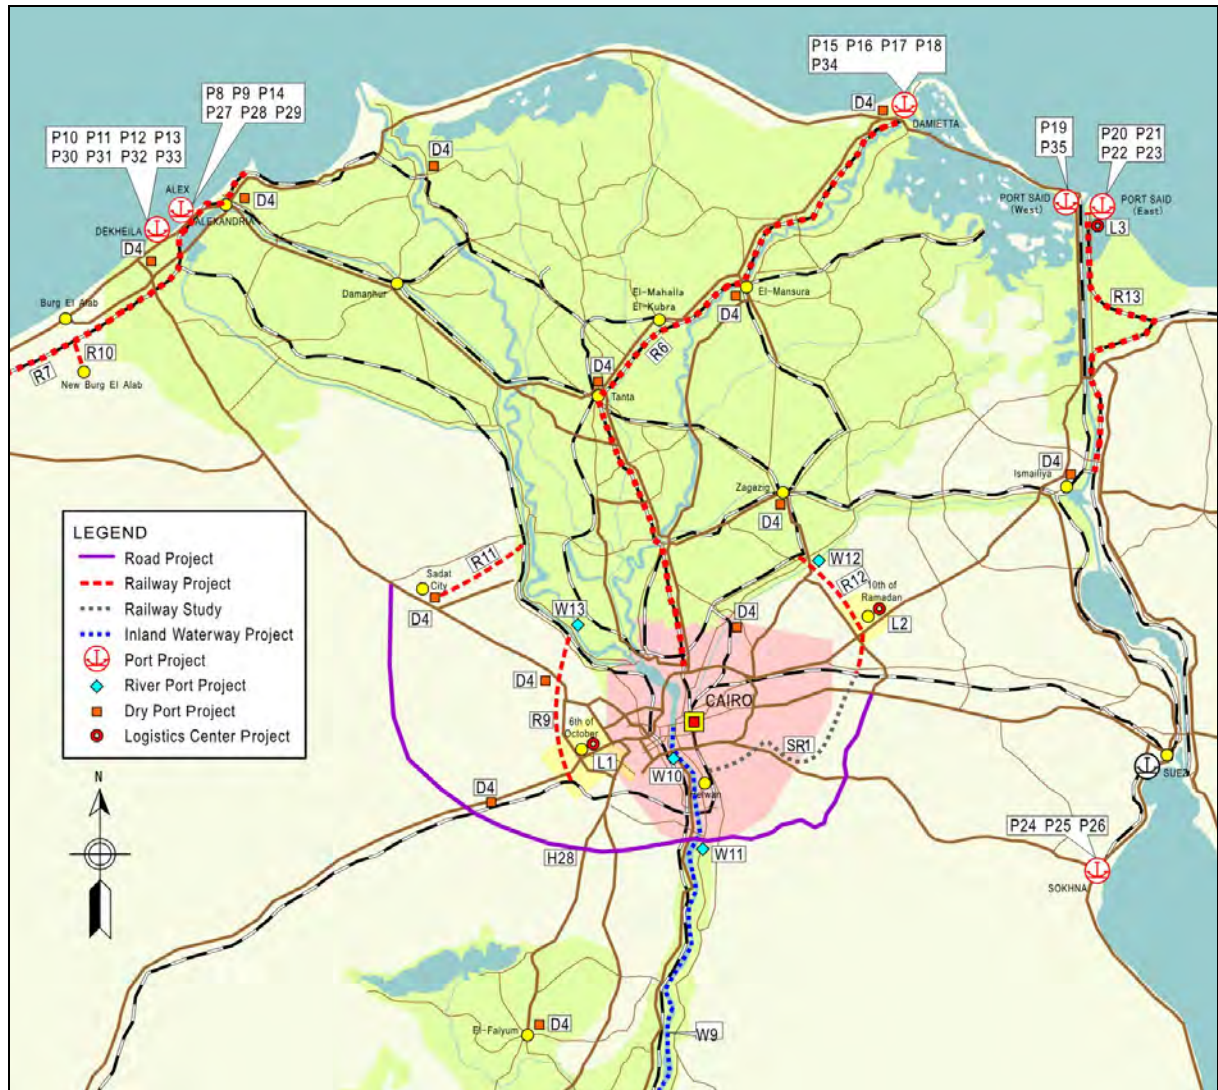 P15 P16 P17 P18
P34
D4
DAMIETTA
P8 P9 P14
P27 P28 P29
P10 P11 P12 P13
P30 P31 P32 P33
P19
P35
P20 P21
P22 P23
D4
ALEX
D4
ALEXANDRIA
DEKHEILA
D4
PORT SAID
(West)
PORT SAID
(East)
L3
Burg El Alab
Damanhur
El-Mahalla
El-Kubra
El-Mansura
D4
R13
R6
R10
R7
New Burg El Alab
D4
Tanta
D4
Ismailiya
Zagazig
D4
LEGEND
Road Project
Railway Project
Railway Study
Inland Waterway Project
Port Project
River Port Project
Dry Port Project
Logistics Center Project
R11
Sadat
City
D4
W12
R12
10th of
Ramadan
L2
W13
D4
D4
R9
CAIRO
6th of
October
L1
SR1
W10
Helwan
SUEZ
D4
N
H28
W11
P24 P25 P26
SOKHNA
El-Faiyum
D4
W9